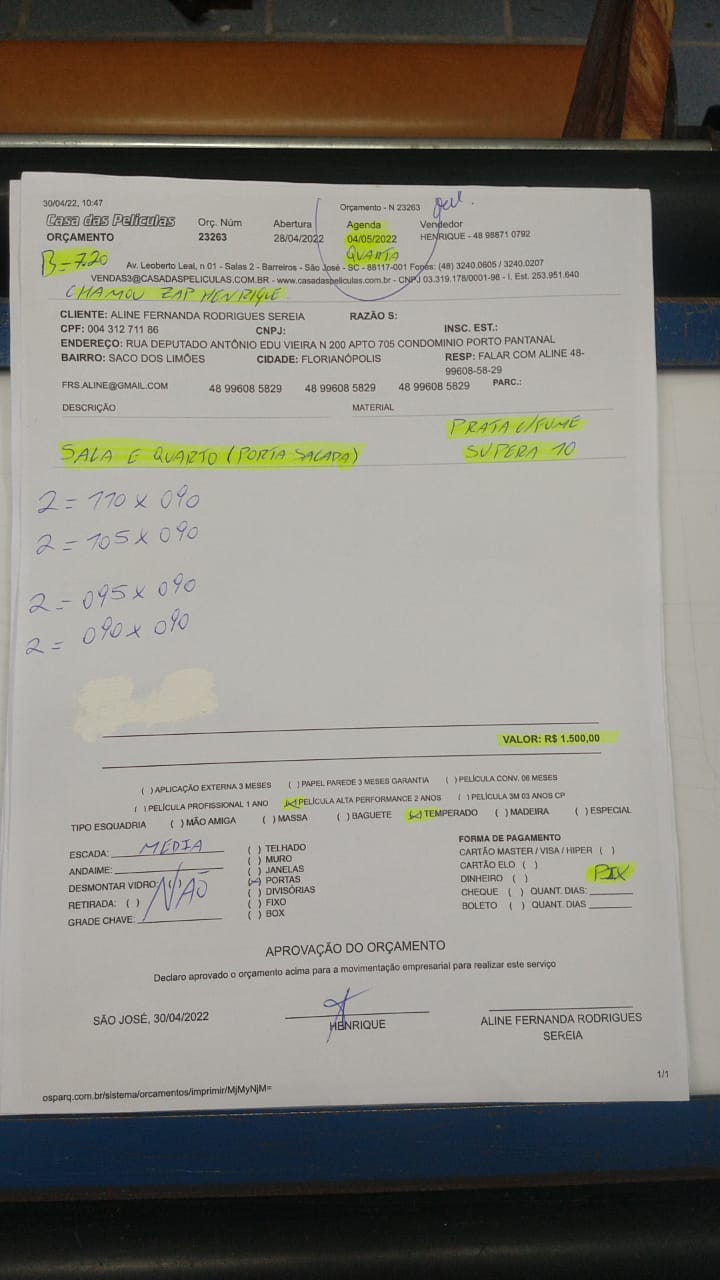 30/04/22, 10:47
Orçamento - N 23263
Casa das Películas
Orç. Núm
Abertura
Agenda
Vendedor
ORÇAMENTO
23263
28/04/2022
04/05/2022
HENRIQUE - 48 98871 0792
QUARTA
B=7.20
Av. Leoberto Leal, n 01 - Salas 2 - Barreiros - São José - SC - 88117-001 Fones: (48) 3240.0605 / 3240.0207
VENDAS3@CASADASPELICULAS.COM.BR - www.casadaspeliculas.com.br - CNPJ 03.319.178/0001-98 - I. Est. 253.951.640
CHAMOU ZAP HENRIQUE
CLIENTE: ALINE FERNANDA RODRIGUES SEREIA RAZÃO S:
CPF: 004 312 711 86 CNPJ: INSC. EST.:
ENDEREÇO: RUA DEPUTADO ANTÔNIO EDU VIEIRA N 200 APTO 705 CONDOMINIO PORTO PANTANAL
BAIRRO: SACO DOS LIMÕES CIDADE: FLORIANÓPOLIS RESP: FALAR COM ALINE 48-
99608-58-29
FRS.ALINE@GMAIL.COM 48 99608 5829 48 99608 5829 48 99608 5829 PARC.:
DESCRIÇÃO MATERIAL
PRATA C/FUME
SALA E QUARTO (PORTA SACADA) SUPERA 10
2=110 x 090
2=105 x 090
2=095 x 090
2= 090 x 090
VALOR: R$ 1.500,00
( ) APLICAÇÃO EXTERNA 3 MESES ( ) PAPEL PAREDE 3 MESES GARANTIA ( ) PELÍCULA CONV. 06 MESES
( ) PELÍCULA PROFISSIONAL 1 ANO (x) PELÍCULA ALTA PERFORMANCE 2 ANOS ( ) PELÍCULA 3M 03 ANOS CP
TIPO ESQUADRIA ( ) MÃO AMIGA ( ) MASSA ( ) BAGUETE (x) TEMPERADO ( ) MADEIRA ( ) ESPECIAL
ESCADA: MEDIA
ANDAIME:
DESMONTAR VIDRO: ( ) NÃO
RETIRADA: ( )
GRADE CHAVE:
( ) TELHADO
( ) MURO
( ) JANELAS
(x) PORTAS
( ) DIVISÓRIAS
( ) FIXO
( ) BOX
FORMA DE PAGAMENTO
CARTÃO MASTER / VISA / HIPER ( )
CARTÃO ELO ( )
DINHEIRO ( ) PIX
CHEQUE ( ) QUANT. DIAS:
BOLETO ( ) QUANT. DIAS
APROVAÇÃO DO ORÇAMENTO
Declaro aprovado o orçamento acima para a movimentação empresarial para realizar este serviço
SÃO JOSÉ, 30/04/2022
HENRIQUE
ALINE FERNANDA RODRIGUES
SEREIA
1/1
osparq.com.br/sistema/orcamentos/imprimir/MjMyNjM=